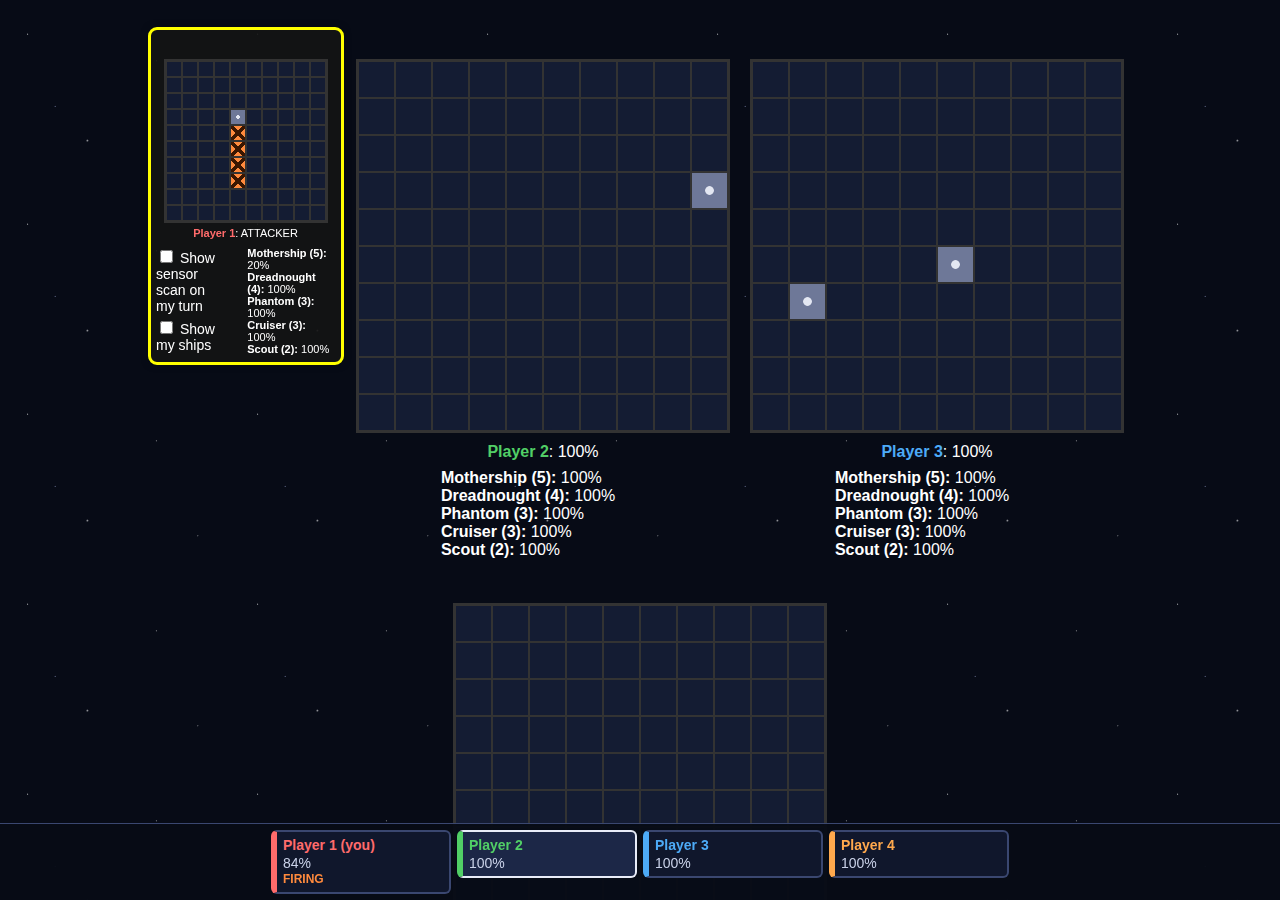 Player 1: ATTACKER
Show
sensor
scan on
my turn
Show
my ships
Mothership (5):
20%
Dreadnought
(4): 100%
Phantom (3):
100%
Cruiser (3):
100%
Scout (2): 100%
Player 2: 100%
Mothership (5): 100%
Dreadnought (4): 100%
Phantom (3): 100%
Cruiser (3): 100%
Scout (2): 100%
Player 3: 100%
Mothership (5): 100%
Dreadnought (4): 100%
Phantom (3): 100%
Cruiser (3): 100%
Scout (2): 100%
Player 1 (you)
84%
FIRING
Player 2
100%
Player 3
100%
Player 4
100%